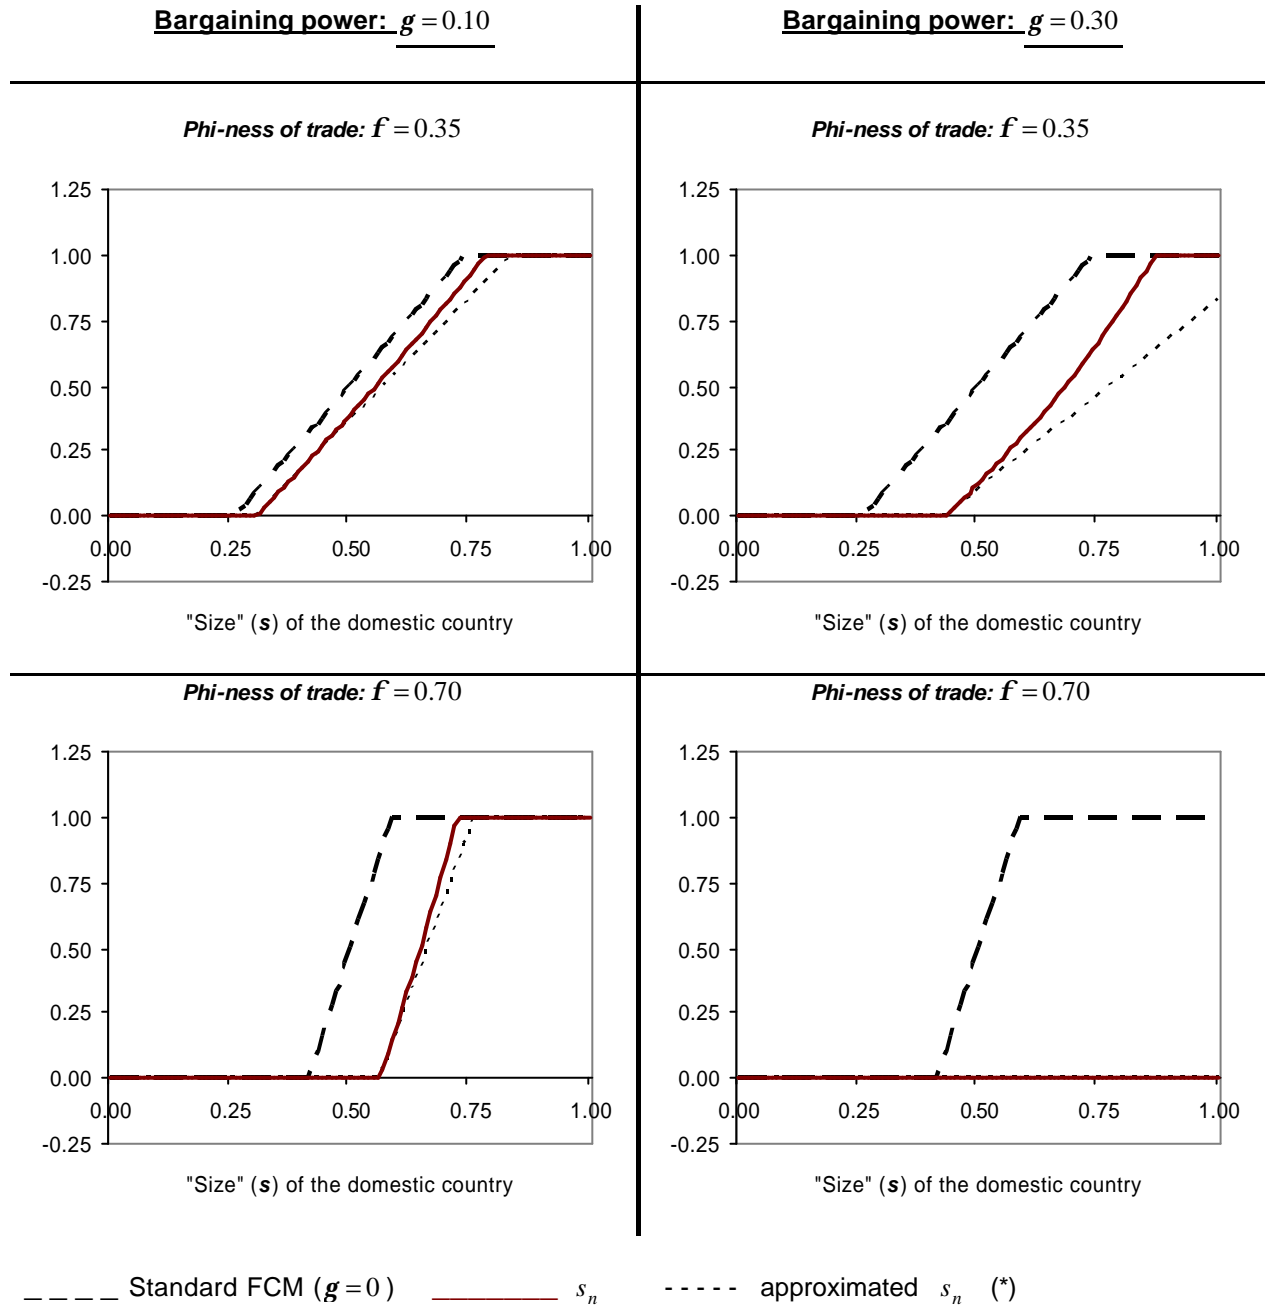 Bargaining power: g = 0.10
Bargaining power: g = 0.30
Phi-ness of trade: f = 0.35
Phi-ness of trade: f = 0.35
1.25
1.00
0.75
0.50
0.25
0.00
-0.25
0.00 0.25 0.50 0.75 1.00
"Size" (s) of the domestic country
1.25
1.00
0.75
0.50
0.25
0.00
-0.25
0.00 0.25 0.50 0.75 1.00
"Size" (s) of the domestic country
Phi-ness of trade: f = 0.70
Phi-ness of trade: f = 0.70
1.25
1.00
0.75
0.50
0.25
0.00
-0.25
0.00 0.25 0.50 0.75 1.00
"Size" (s) of the domestic country
1.25
1.00
0.75
0.50
0.25
0.00
-0.25
0.00 0.25 0.50 0.75 1.00
"Size" (s) of the domestic country
Standard FCM (g = 0) sn approximated sn (*)